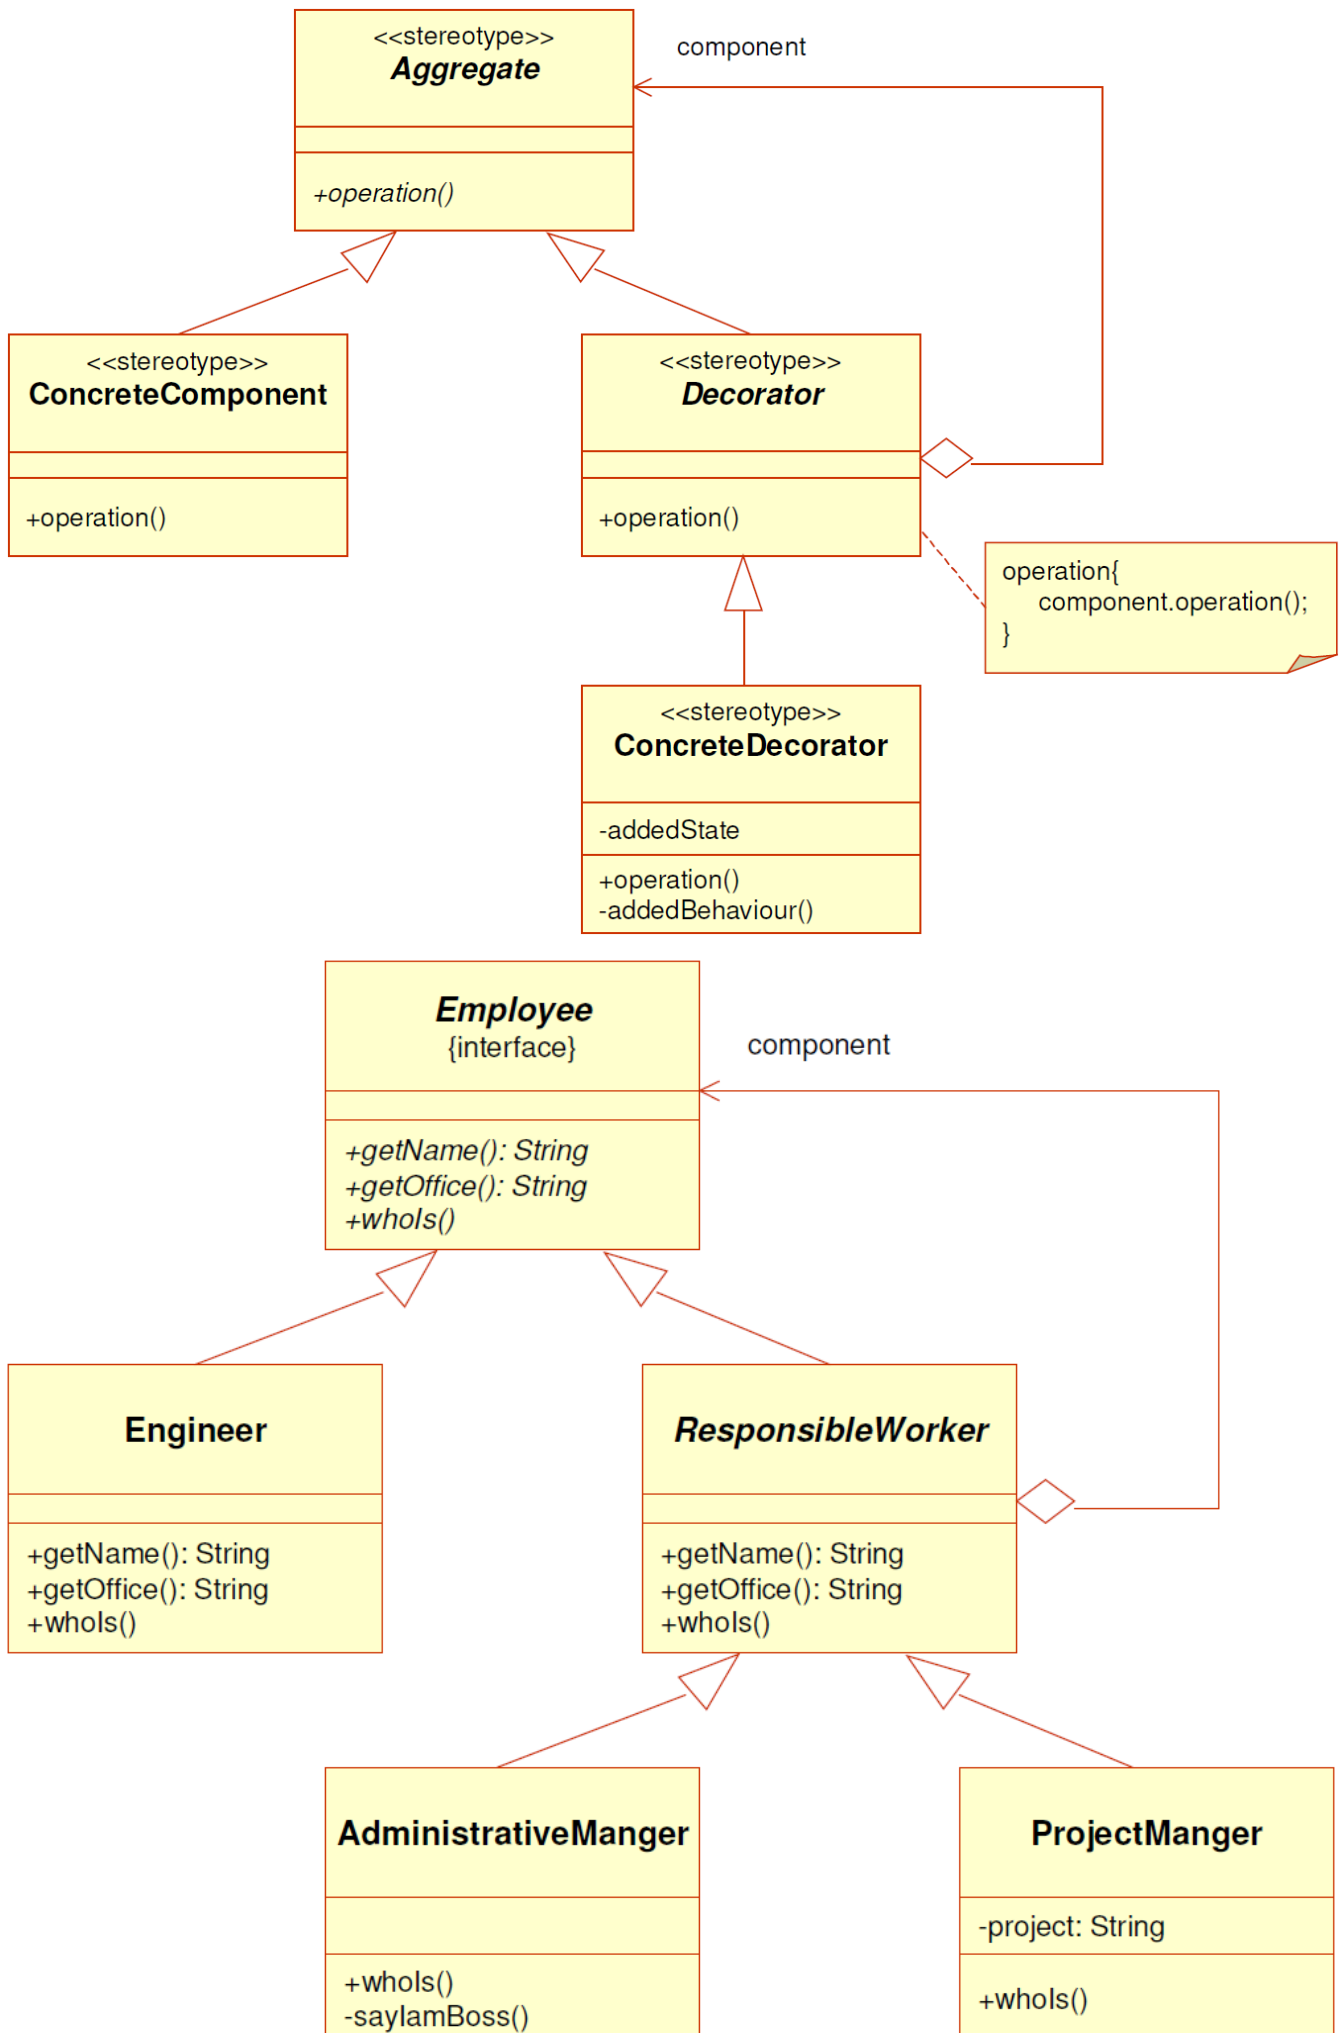 <<stereotype>>
Aggregate
component
+operation()
<<stereotype>>
ConcreteComponent
+operation()
<<stereotype>>
Decorator
+operation()
operation{
component.operation();
}
<<stereotype>>
ConcreteDecorator
-addedState
+operation()
-addedBehaviour()
Employee
{interface}
component
+getName(): String
+getOffice(): String
+whoIs()
Engineer
+getName(): String
+getOffice(): String
+whoIs()
ResponsibleWorker
+getName(): String
+getOffice(): String
+whoIs()
AdministrativeManger
+whoIs()
-sayIamBoss()
ProjectManger
-project: String
+whoIs()